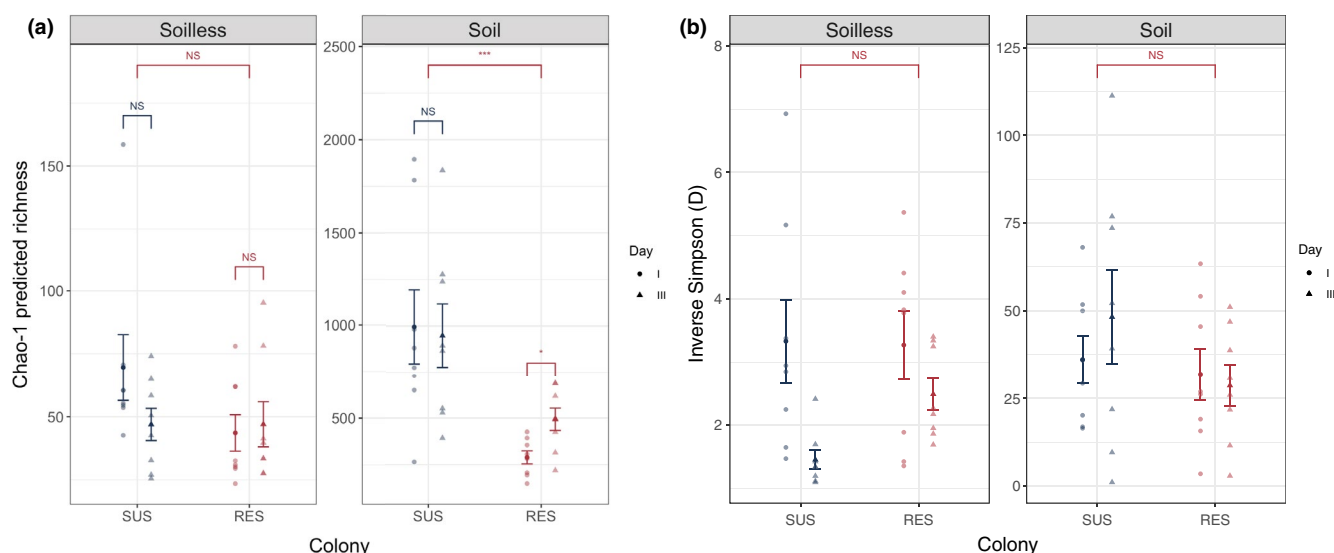 (a)
Soilless
Soil
Chao-1 predicted richness
50
100
150
0
500
1000
1500
2000
2500
NS
NS
NS
***
NS
*
SUS
RES
SUS
RES
Colony
Day
I
III
(b)
Soilless
Soil
Inverse Simpson (D)
2
4
6
8
0
25
50
75
100
125
NS
NS
SUS
RES
SUS
RES
Colony
Day
I
III